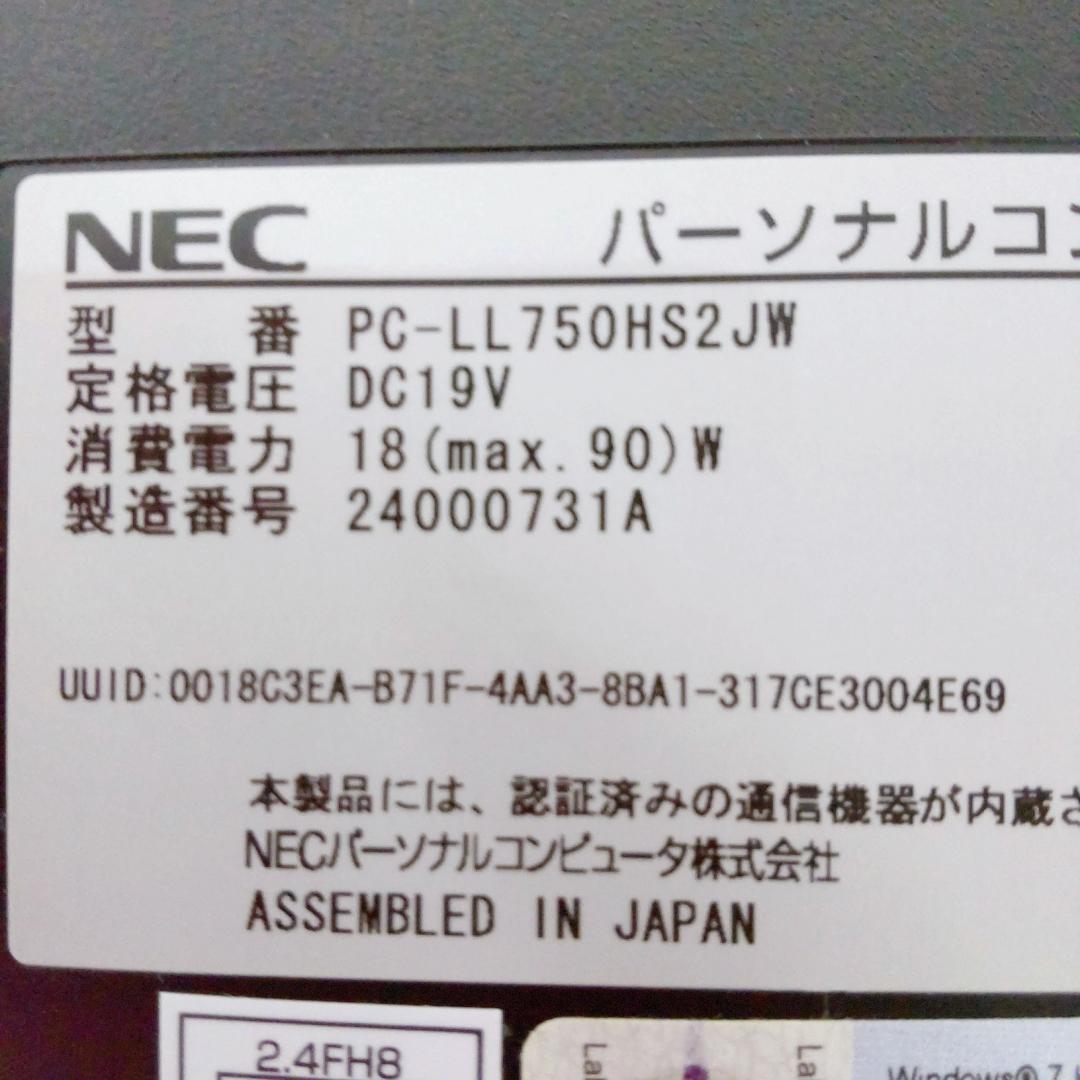 NEC パーソナルコン
型 番 PC-LL750HS2JW
定格電圧 DC19V
消費電力 18(max.90)W
製造番号 24000731A
UUID:0018C3EA-B71F-4AA3-8BA1-317CE3004E69
本製品には、認証済みの通信機器が内蔵さ
NECパーソナルコンピュータ株式会社
ASSEMBLED IN JAPAN
2.4FH8
Windows® 7